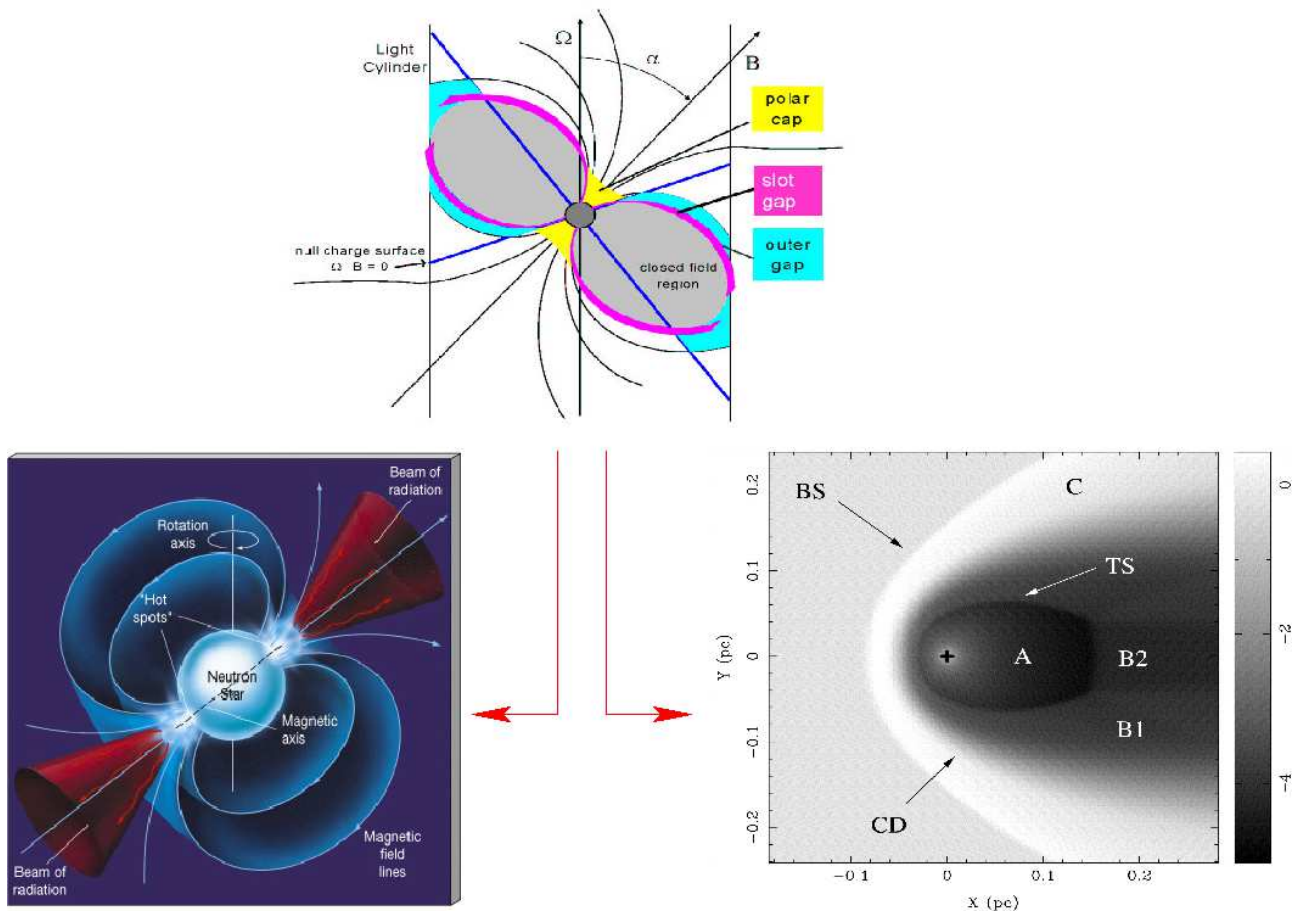 Ω
α
B
Light
Cylinder
polar
cap
slot
gap
outer
gap
null charge surface
Ω B = 0
closed field
region
Beam of
radiation
Rotation
axis
"Hot
spots"
Neutron
Star
Magnetic
axis
Magnetic
field
lines
Beam of
radiation
BS
C
TS
A
B2
B1
CD
0.2
0.1
0
-0.1
-0.2
Y (pc)
-0.1
0
0.1
0.2
X (pc)
0
-2
-4